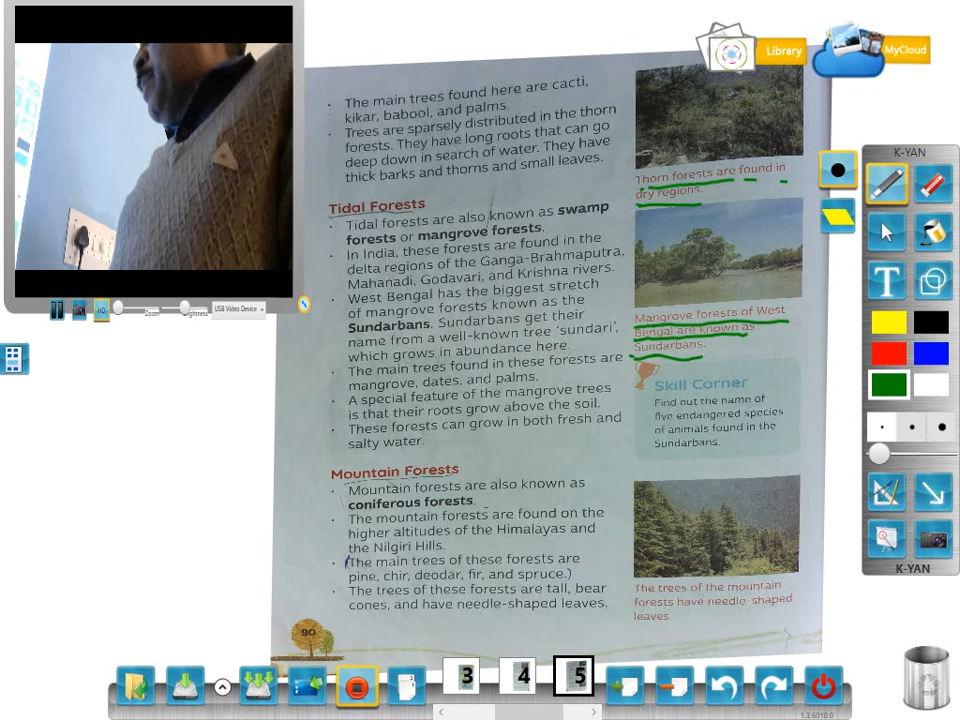 Library
MyCloud
The main trees found here are cacti,
kikar, babool, and palms.
Trees are sparsely distributed in the thorn
forests. They have long roots that can go
deep down in search of water. They have
thick barks and thorns and small leaves.
Tidal Forests
Tidal forests are also known as swamp
forests or mangrove forests.
In India, these forests are found in the
delta regions of the Ganga-Brahmaputra,
Mahanadi, Godavari, and Krishna rivers.
West Bengal has the biggest stretch
of mangrove forests known as the
Sundarbans. Sundarbans get their
name from a well-known tree 'sundari',
which grows in abundance here.
The main trees found in these forests are
mangrove, dates, and palms.
A special feature of the mangrove trees
is that their roots grow above the soil.
These forests can grow in both fresh and
salty water.
Mountain Forests
Mountain forests are also known as
coniferous forests.
The mountain forests are found on the
higher altitudes of the Himalayas and
the Nilgiri Hills.
(The main trees of these forests are
pine, chir, deodar, fir, and spruce.)
The trees of these forests are tall, bear
cones, and have needle-shaped leaves.
90
Thorn forests are found in
dry regions.
Mangrove forests of West
Bengal are known as
Sundarbans.
Skill Corner
Find out the name of
five endangered species
of animals found in the
Sundarbans.
The trees of the mountain
forests have needle-shaped
leaves.
HQ
Zoom
USB Video Device
K-YAN
T
K-YAN
3
4
5
1.3.6010.0